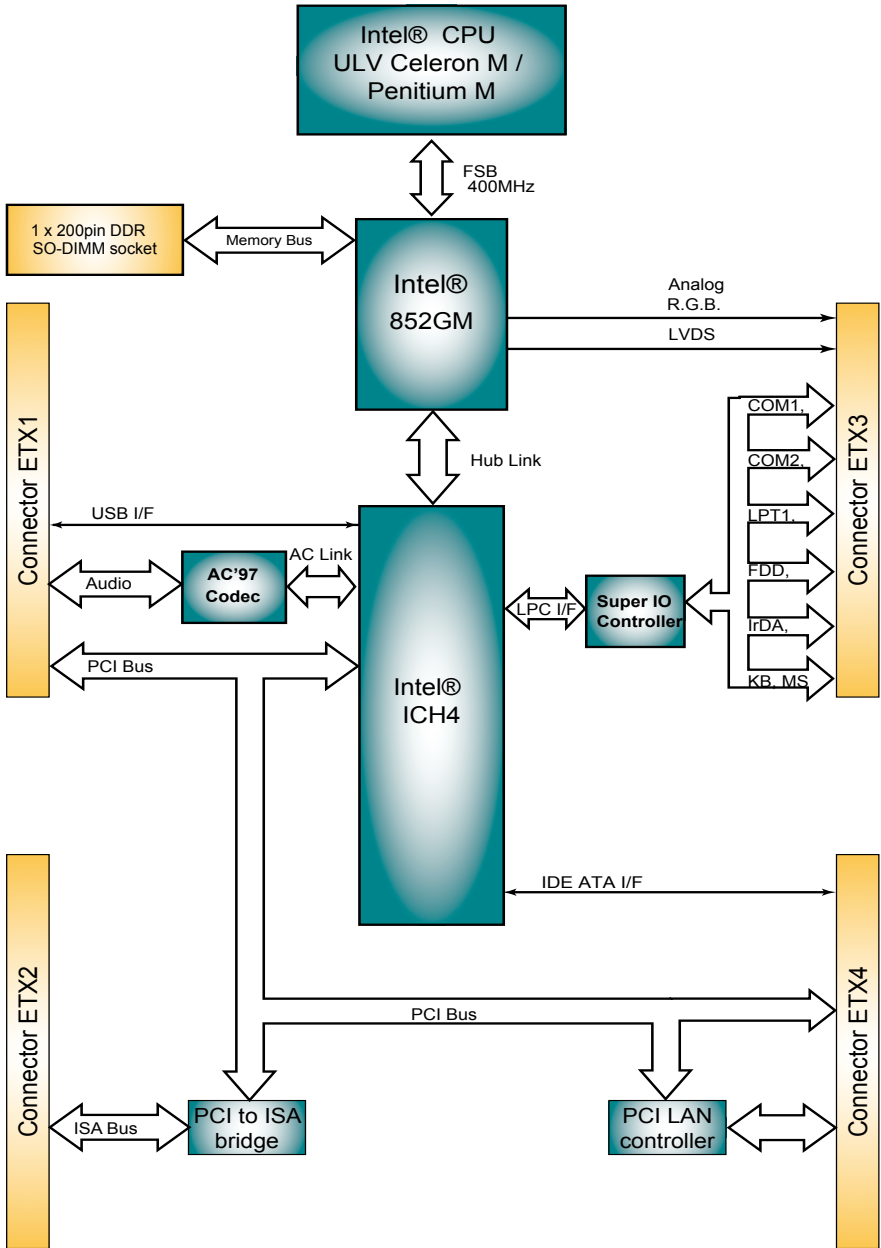 Intel® CPU
ULV Celeron M /
Penitium M
FSB
400MHz
1 x 200pin DDR
SO-DIMM socket
Memory Bus
Intel®
852GM
Analog
R.G.B.
LVDS
Connector ETX1
Connector ETX3
COM1,
COM2,
LPT1,
FDD,
IrDA,
KB, MS
Hub Link
USB I/F
Audio
AC'97
Codec
AC Link
LPC I/F
Super IO
Controller
PCI Bus
Intel®
ICH4
IDE ATA I/F
Connector ETX2
Connector ETX4
PCI Bus
ISA Bus
PCI to ISA
bridge
PCI LAN
controller